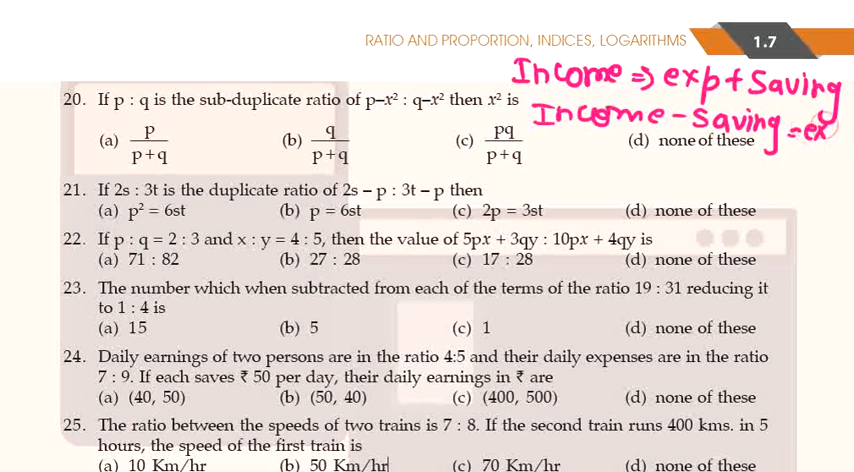 RATIO AND PROPORTION, INDICES, LOGARITHMS 1.7
Income ⇒ exp + Saving
20. If p : q is the sub-duplicate ratio of p–x² : q–x² then x² is
Income – Saving = ex
(a) p/p+q (b) q/p+q (c) pq/p+q (d) none of these
21. If 2s : 3t is the duplicate ratio of 2s – p : 3t – p then
(a) p² = 6st (b) p = 6st (c) 2p = 3st (d) none of these
22. If p : q = 2 : 3 and x : y = 4 : 5, then the value of 5px + 3qy : 10px + 4qy is
(a) 71 : 82 (b) 27 : 28 (c) 17 : 28 (d) none of these
23. The number which when subtracted from each of the terms of the ratio 19 : 31 reducing it
to 1 : 4 is
(a) 15 (b) 5 (c) 1 (d) none of these
24. Daily earnings of two persons are in the ratio 4:5 and their daily expenses are in the ratio
7 : 9. If each saves ₹ 50 per day, their daily earnings in ₹ are
(a) (40, 50) (b) (50, 40) (c) (400, 500) (d) none of these
25. The ratio between the speeds of two trains is 7 : 8. If the second train runs 400 kms. in 5
hours, the speed of the first train is
(a) 10 Km/hr (b) 50 Km/hr (c) 70 Km/hr (d) none of these